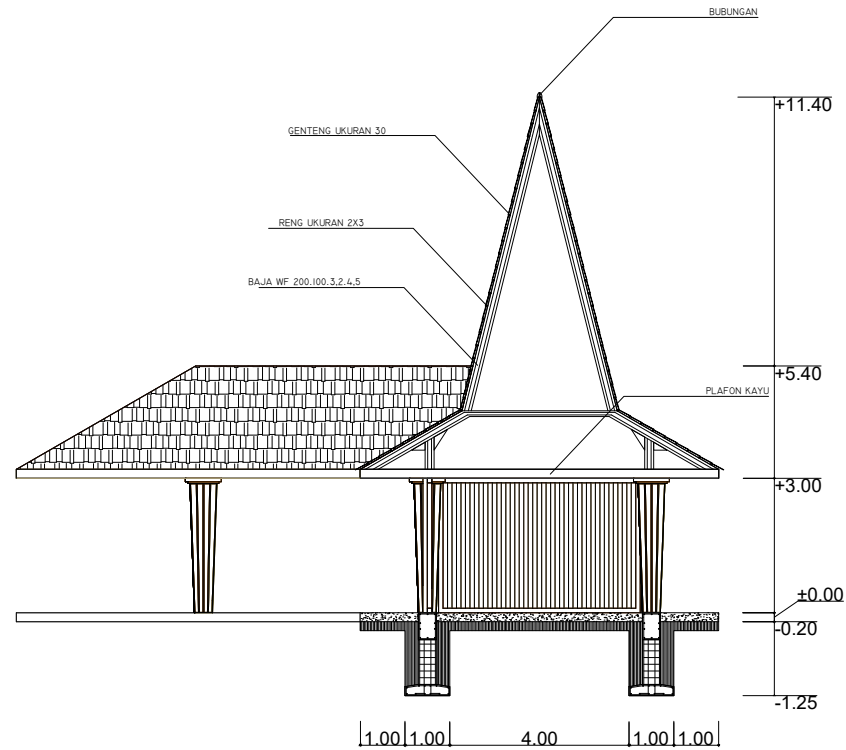 BUBUNGAN
+11.40
GENTENG UKURAN 30
RENG UKURAN 2X3
BAJA WF 200.100.3,2.4,5
+5.40
PLAFON KAYU
+3.00
±0.00
-0.20
-1.25
1.00 1.00 4.00 1.00 1.00